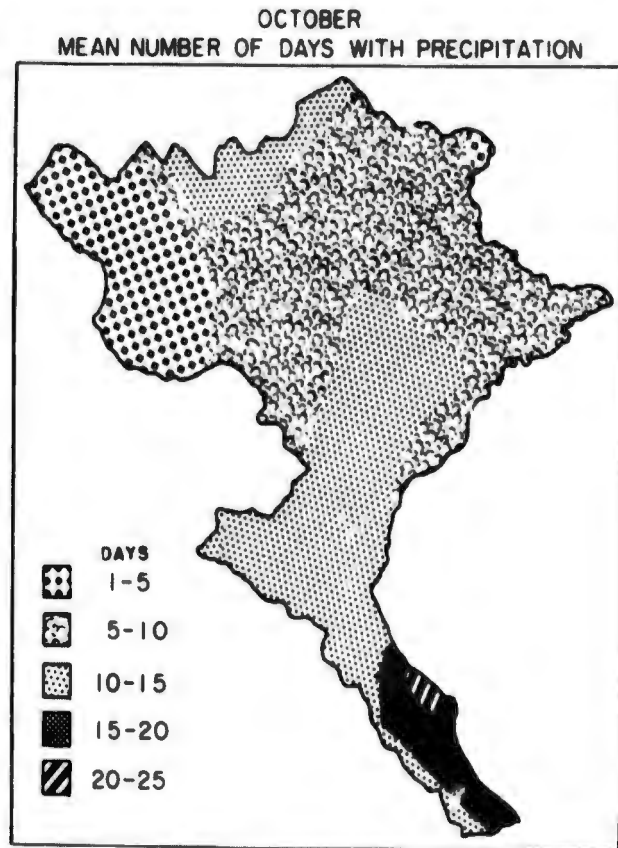 OCTOBER
MEAN NUMBER OF DAYS WITH PRECIPITATION
DAYS
1-5
5-10
10-15
15-20
20-25